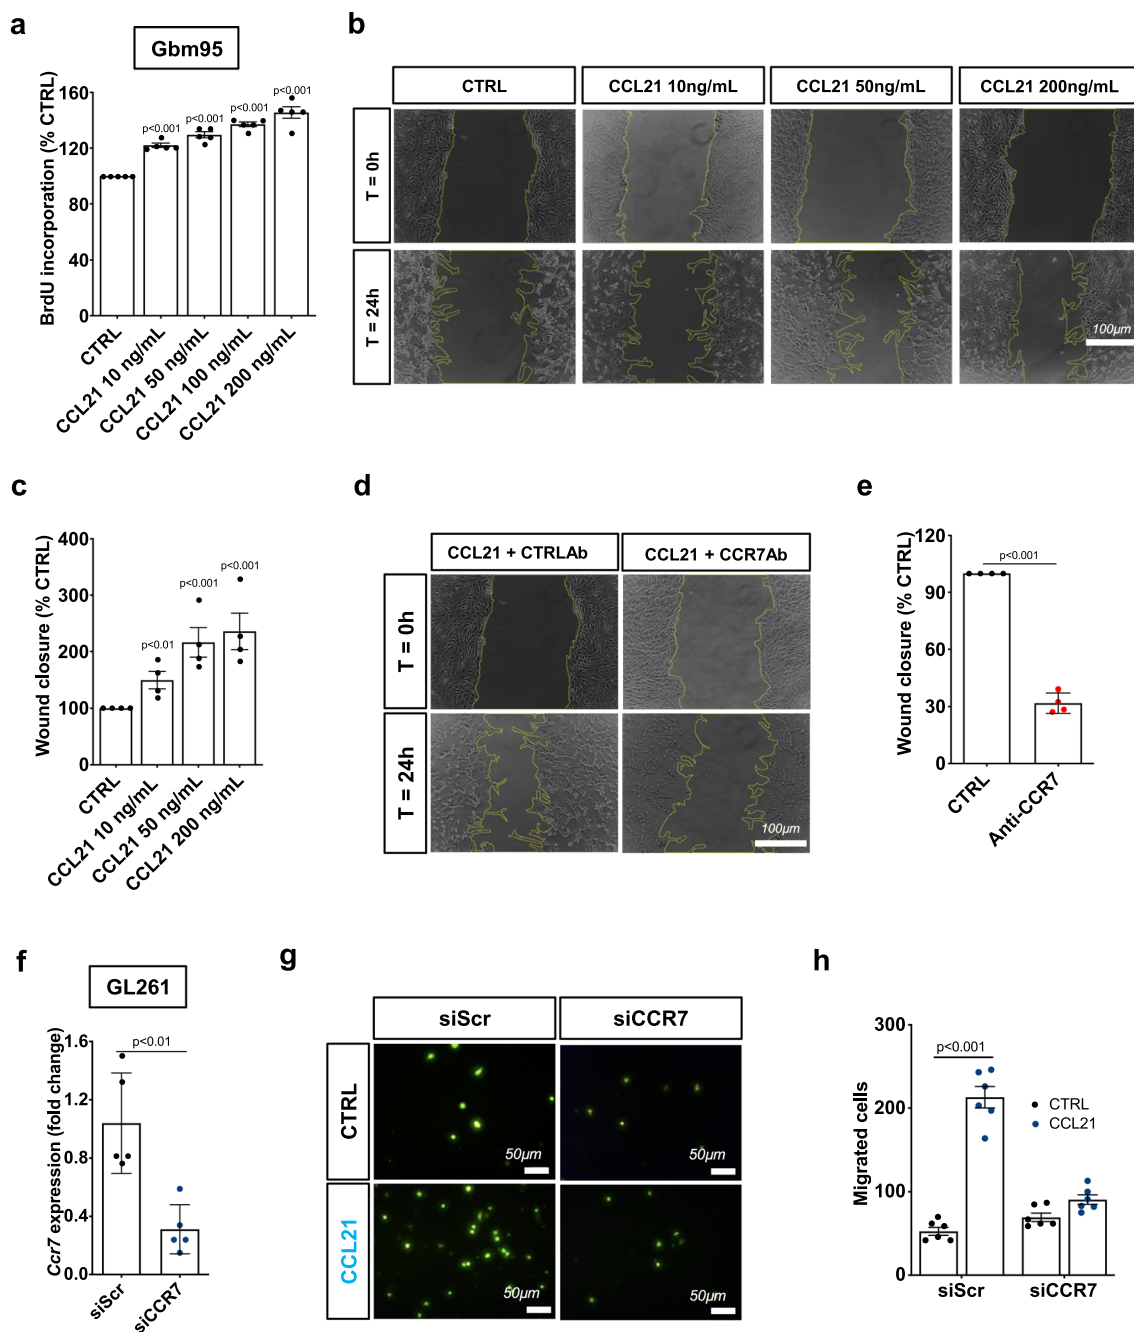 a
Gbm95
BrdU incorporation (% CTRL)
160
120
80
40
0
p<0.001
p<0.001
p<0.001
p<0.001
CTRL
CCL21 10 ng/mL
CCL21 50 ng/mL
CCL21 100 ng/mL
CCL21 200 ng/mL
b
CTRL
CCL21 10ng/mL
CCL21 50ng/mL
CCL21 200ng/mL
T = 0h
T = 24h
100µm
c
Wound closure (% CTRL)
400
300
200
100
0
p<0.01
p<0.001
p<0.001
CTRL
CCL21 10 ng/mL
CCL21 50 ng/mL
CCL21 200 ng/mL
d
CCL21 + CTRLAb
CCL21 + CCR7Ab
T = 0h
T = 24h
100µm
e
Wound closure (% CTRL)
120
90
60
30
0
p<0.001
CTRL
Anti-CCR7
f
GL261
Ccr7 expression (fold change)
1.6
1.2
0.8
0.4
0.0
p<0.01
siScr
siCCR7
g
siScr
siCCR7
CTRL
CCL21
50µm
50µm
50µm
50µm
h
Migrated cells
300
200
100
0
p<0.001
CTRL
CCL21
siScr
siCCR7